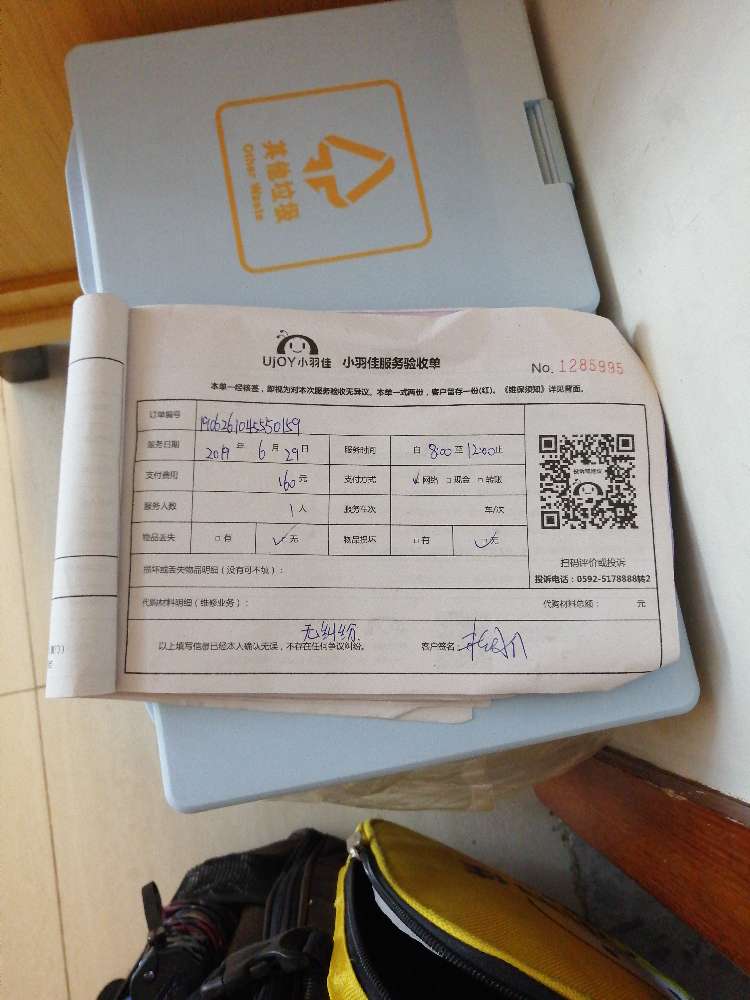 其他垃圾
Other Waste
UjOY小羽佳 小羽佳服务验收单
No. 1285995
本单一经核签，即视为对本次服务验收无异议。本单一式两份，客户留存一份(红)。《维保须知》详见背面。
订单编号 1906261045550159
服务日期 2019 年 6 月 29 日 服务时间 自 8:00 至 12:00 止
支付费用 160 元 支付方式 ✓网络 □现金 □转账
服务人数 1 人 服务车次 车/次
物品丢失 □有 ✓无 物品损坏 □有 ✓无
损坏或丢失物品明细（没有可不填）：
扫码评价或投诉
投诉电话：0592-5178888转2
代购材料明细（维修业务）： 代购材料总额： 元
无纠纷
以上填写信息已经本人确认无误，不存在任何争议纠纷。 客户签名